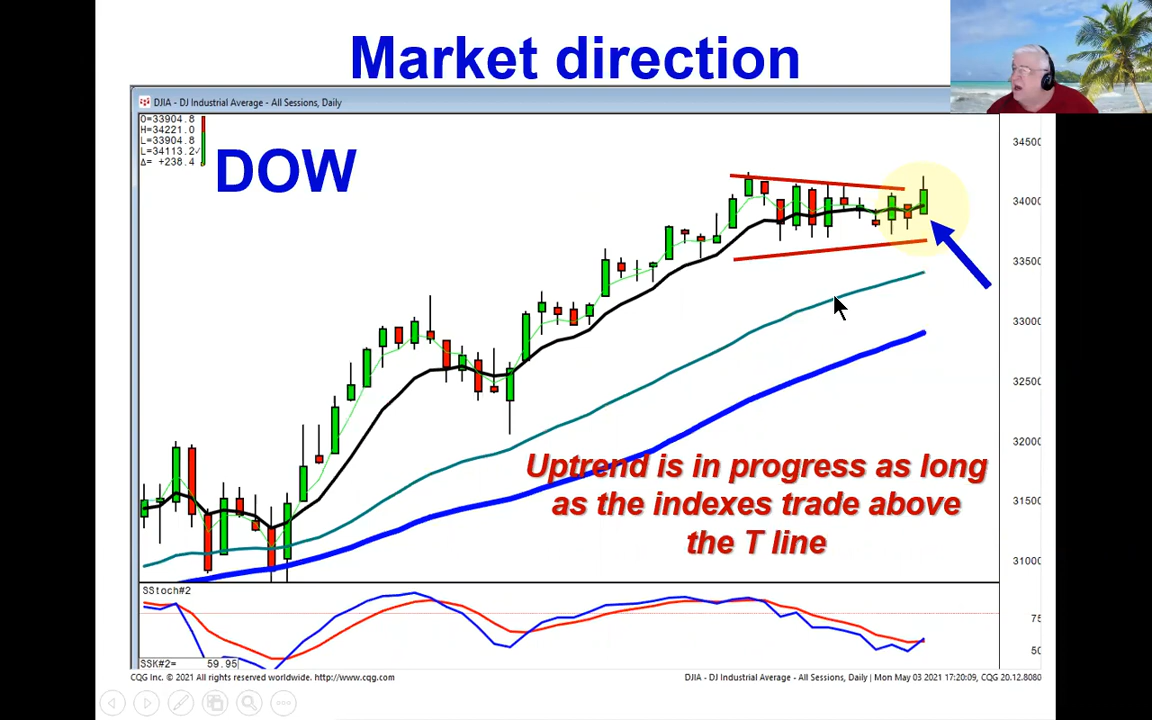 Market direction
DJIA - DJ Industrial Average - All Sessions, Daily
O=33904.8
H=34221.0
L=33904.8
L=34113.2✓
Δ= +238.4
DOW
34500
34000
33500
33000
32500
32000
31500
31000
Uptrend is in progress as long
as the indexes trade above
the T line
SStoch#2
75
50
SSK#2= 59.95
CQG Inc. © 2021 All rights reserved worldwide. http://www.cqg.com
DJIA - DJ Industrial Average - All Sessions, Daily | Mon May 03 2021 17:20:09, CQG 20.12.8080